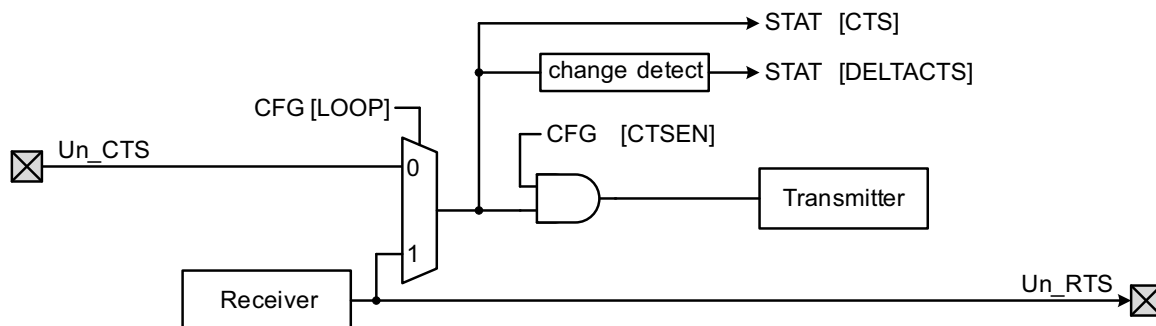 STAT [CTS]
change detect
STAT [DELTACTS]
CFG [LOOP]
CFG [CTSEN]
Un_CTS
0
Transmitter
1
Un_RTS
Receiver